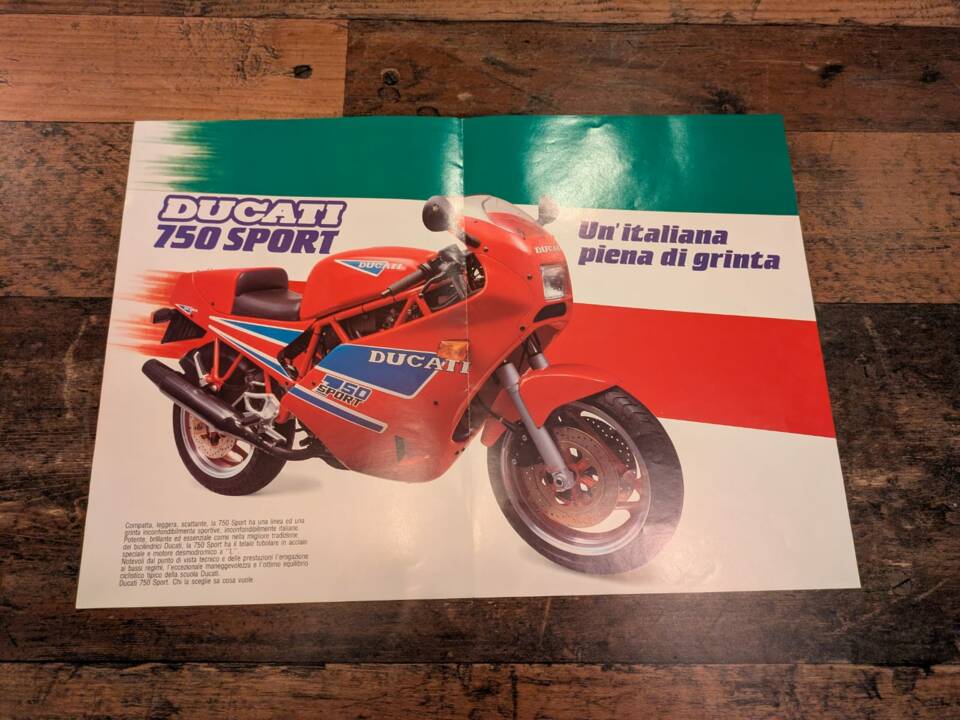 DUCATI
750 SPORT
Un'italiana
piena di grinta
DUCATI
DUCATI
DUCATI
750
SPORT
Compatta, leggera, scattante, la 750 Sport ha una linea ed una
grinta inconfondibilmente sportive, inconfondibilmente italiane.
Potente, brillante ed essenziale come nella migliore tradizione
dei bicilindrici Ducati, la 750 Sport ha il telaio tubolare in acciaio
speciale e motore desmodromico a "L".
Notevoli dal punto di vista tecnico e delle prestazioni l'erogazione
ai bassi regimi, l'eccezionale maneggevolezza e l'ottimo equilibrio
ciclistico tipico della scuola Ducati.
Ducati 750 Sport. Chi la sceglie sa cosa vuole